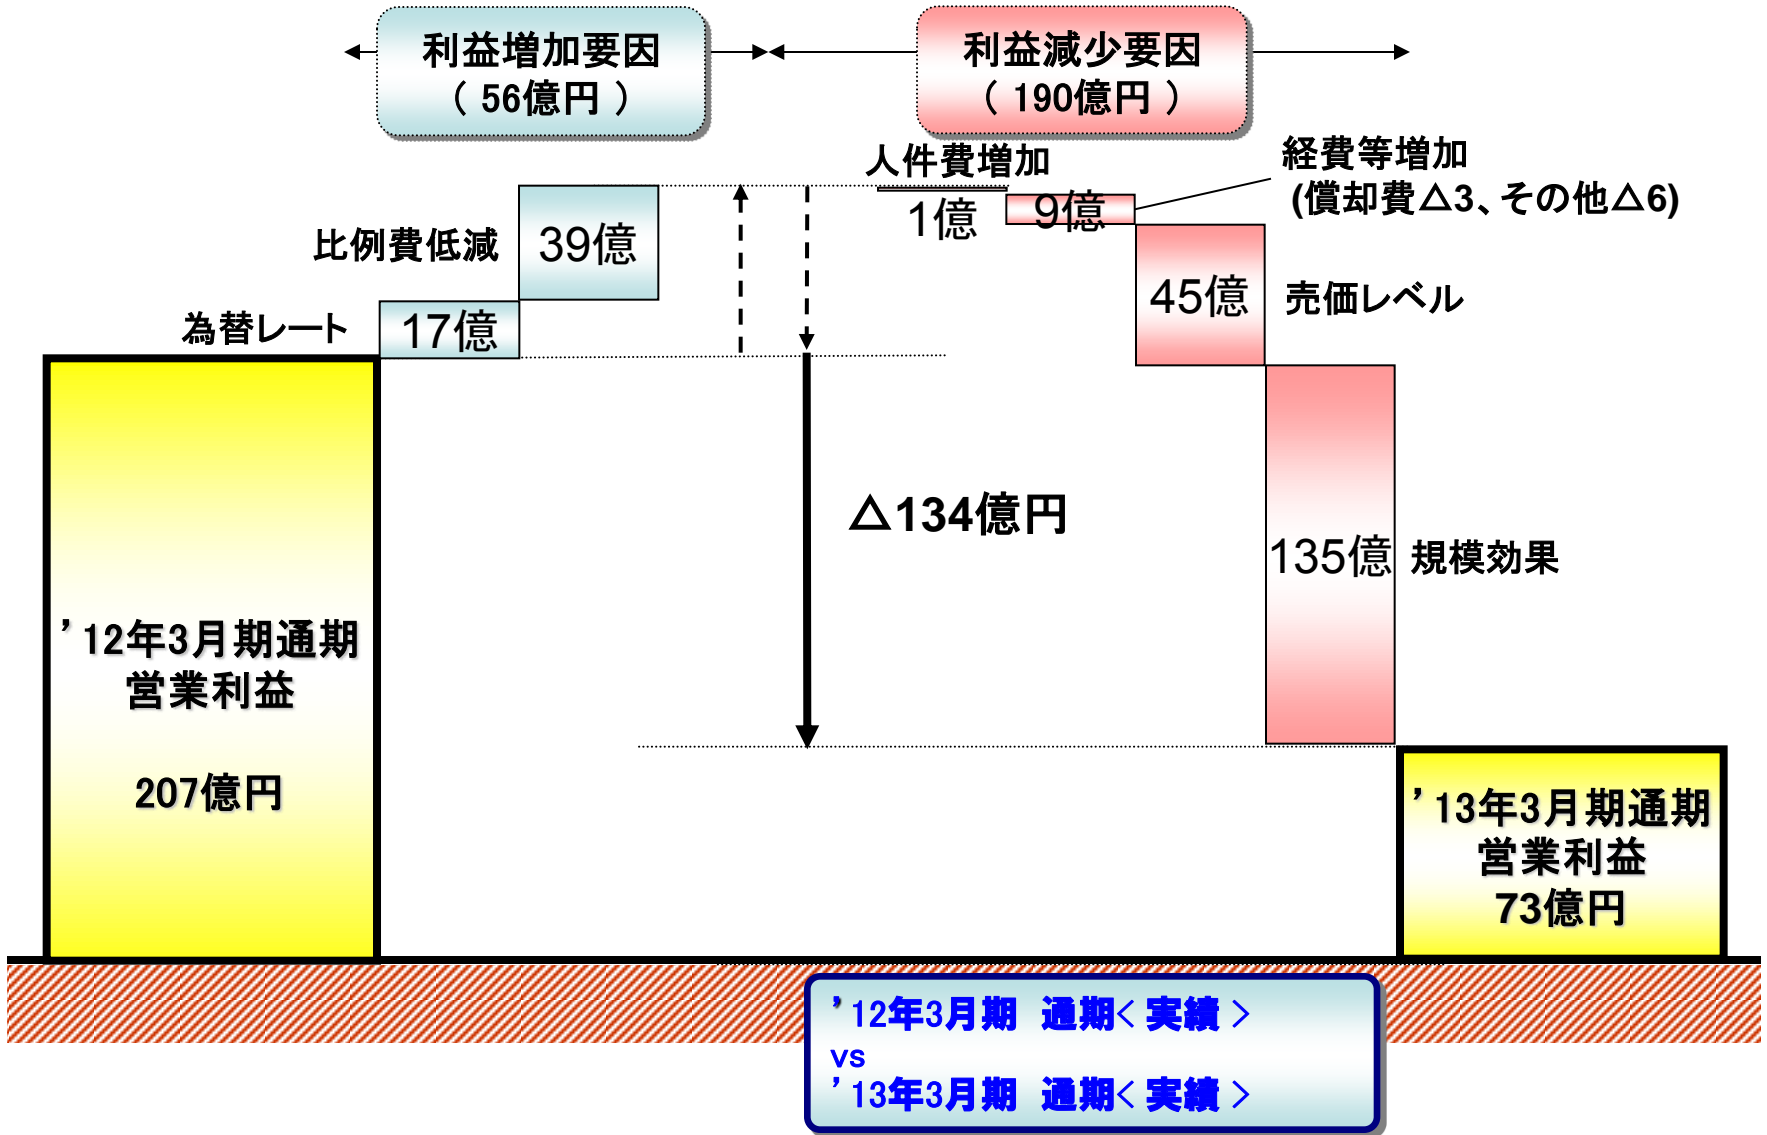 利益増加要因
（ 56億円 ）
利益減少要因
（ 190億円 ）
人件費増加
1億
9億
経費等増加
(償却費△3、その他△6)
比例費低減
39億
為替レート
17億
45億
売価レベル
△134億円
135億
規模効果
’12年3月期通期
営業利益
207億円
’13年3月期通期
営業利益
73億円
’12年3月期　通期＜実績＞
vs
’13年3月期　通期＜実績＞